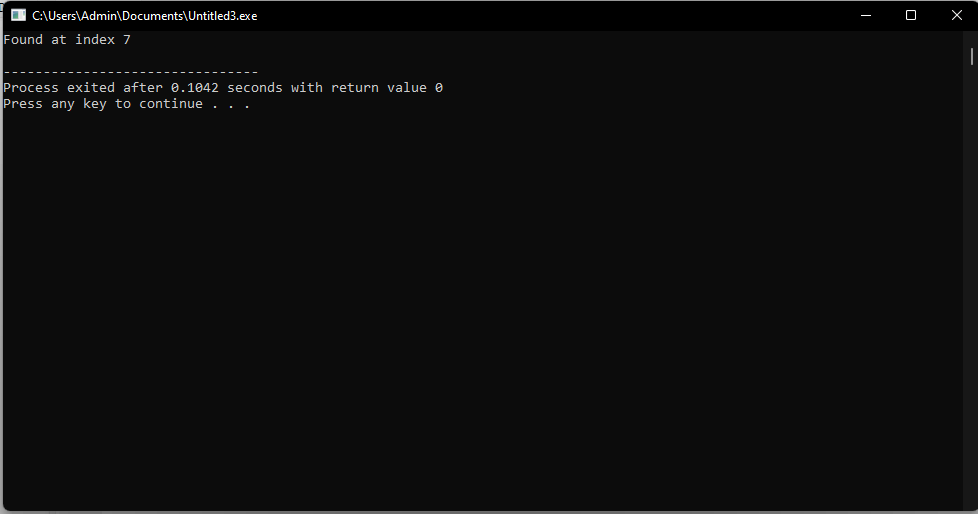 C:\Users\Admin\Documents\Untitled3.exe
Found at index 7
--------------------------------
Process exited after 0.1042 seconds with return value 0
Press any key to continue . . .